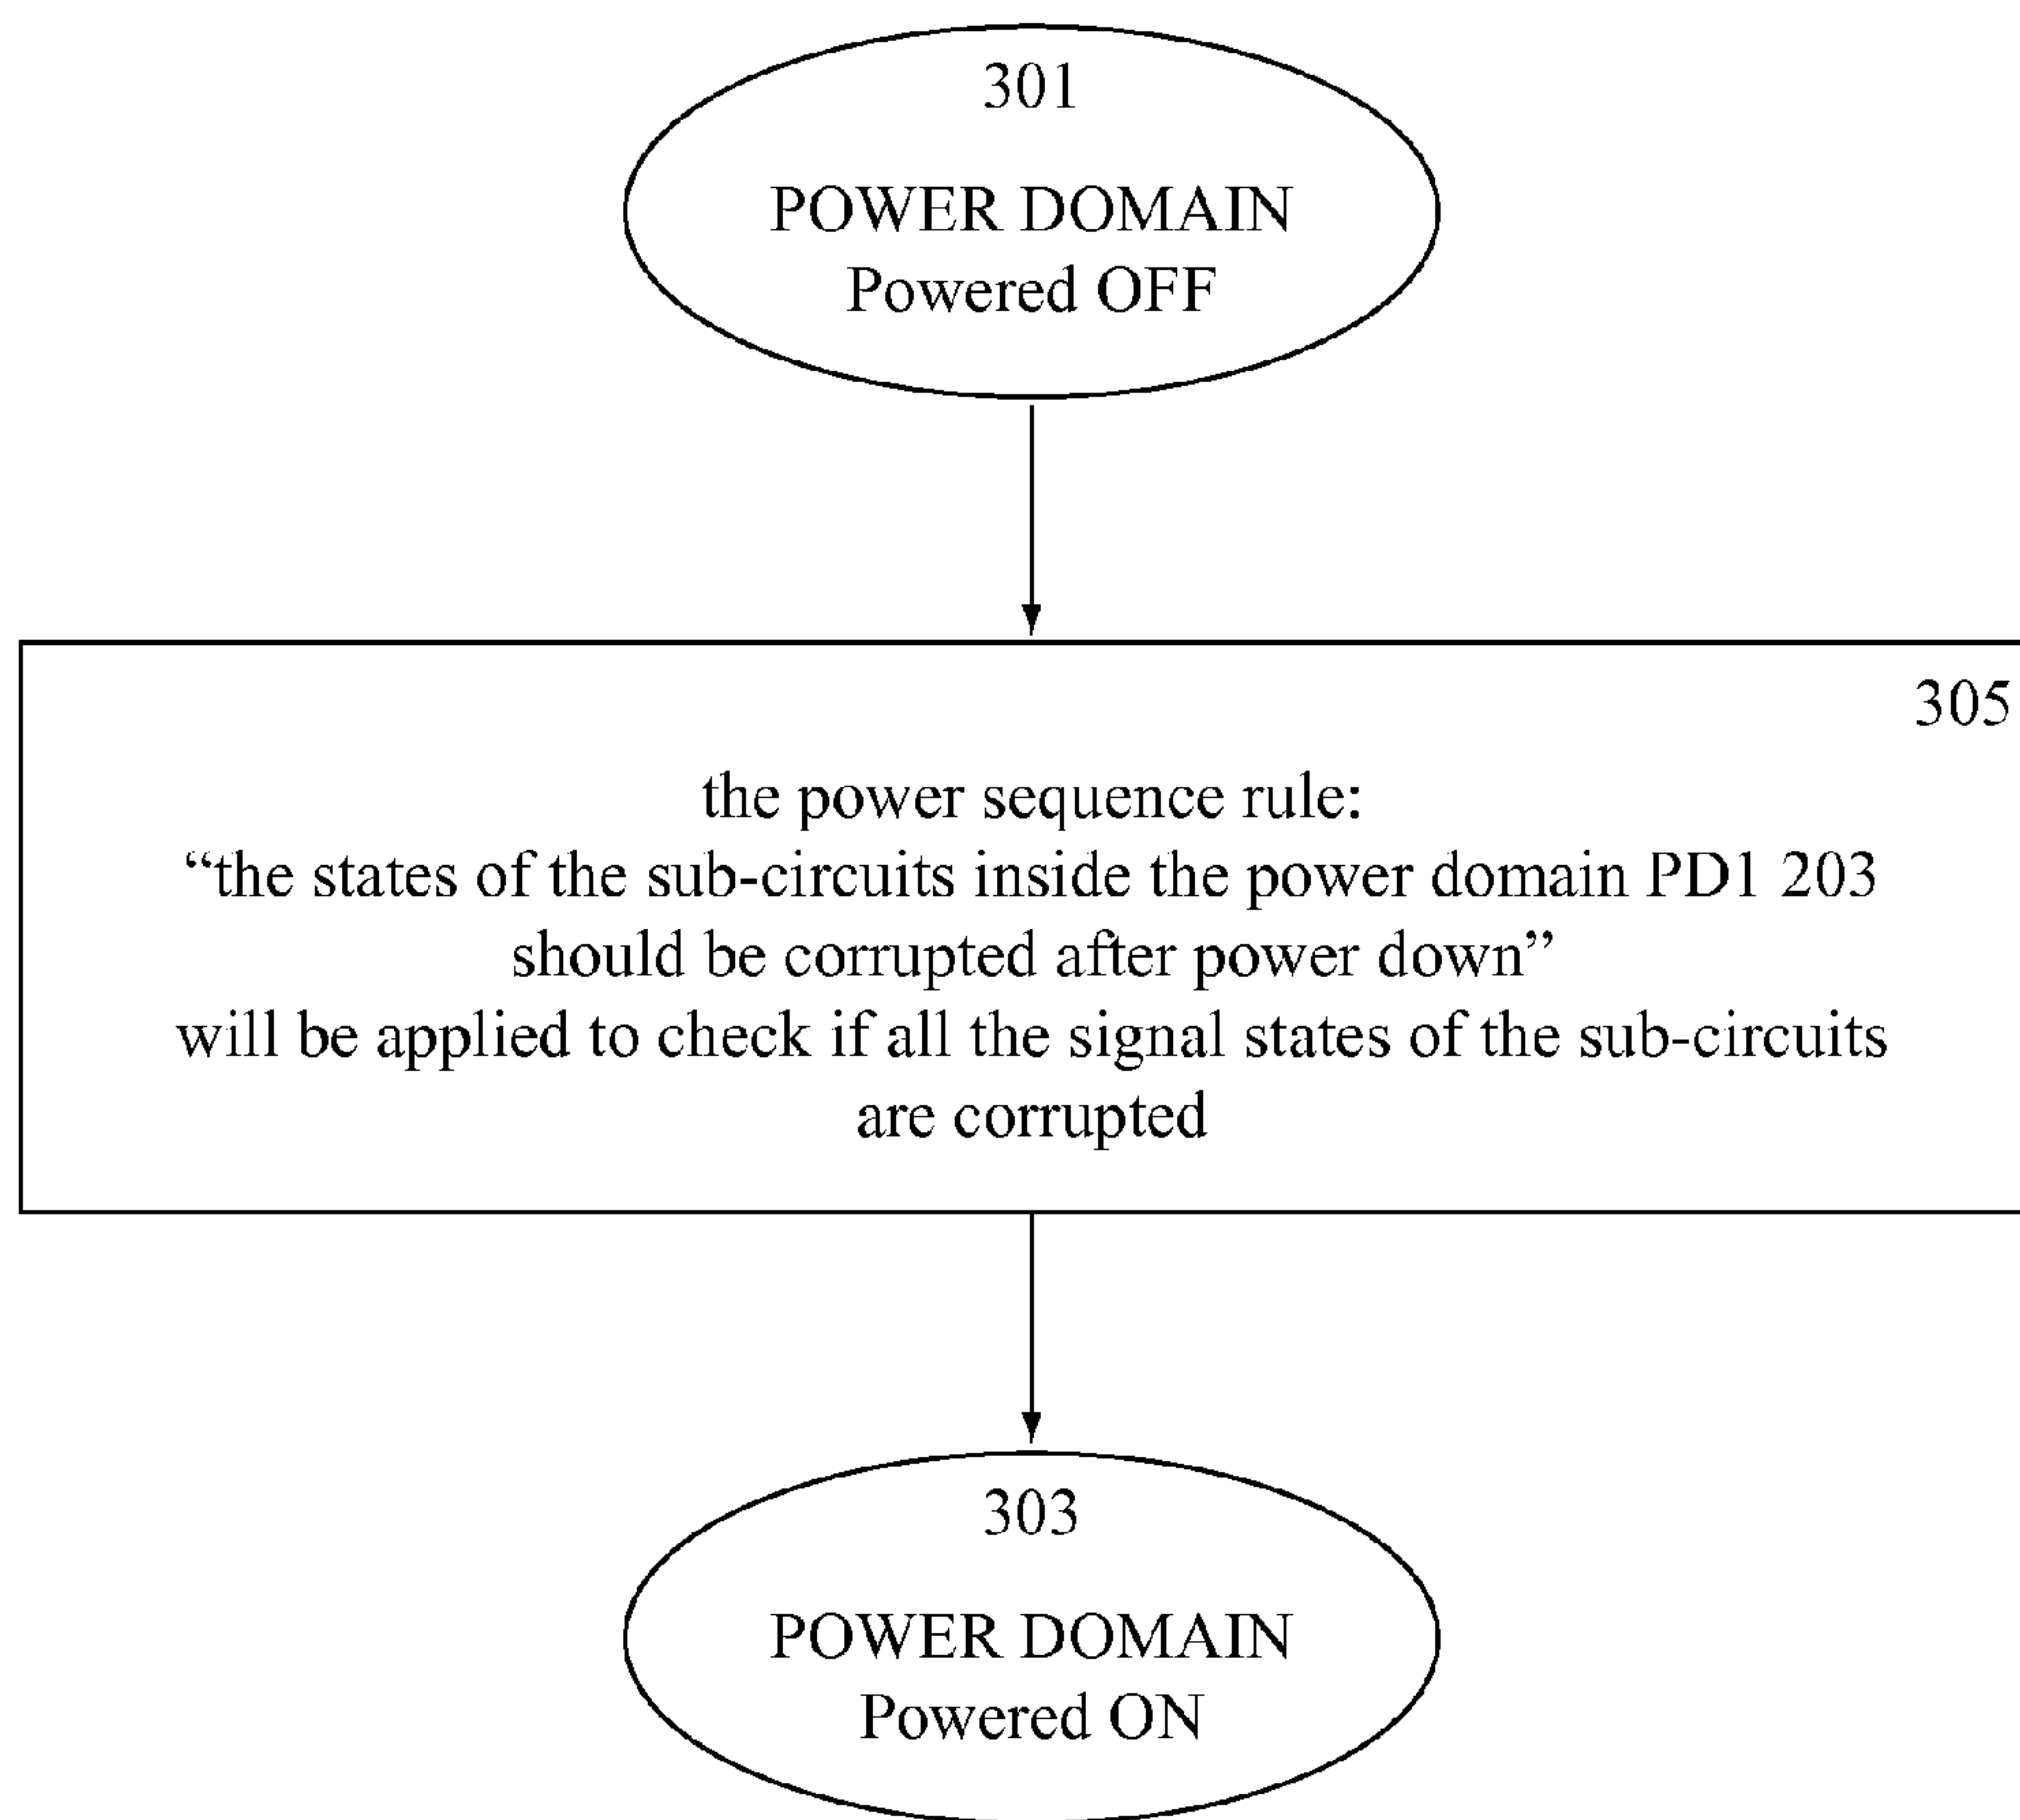 301
POWER DOMAIN
Powered OFF
305
the power sequence rule:
“the states of the sub-circuits inside the power domain PD1 203
should be corrupted after power down”
will be applied to check if all the signal states of the sub-circuits
are corrupted
303
POWER DOMAIN
Powered ON